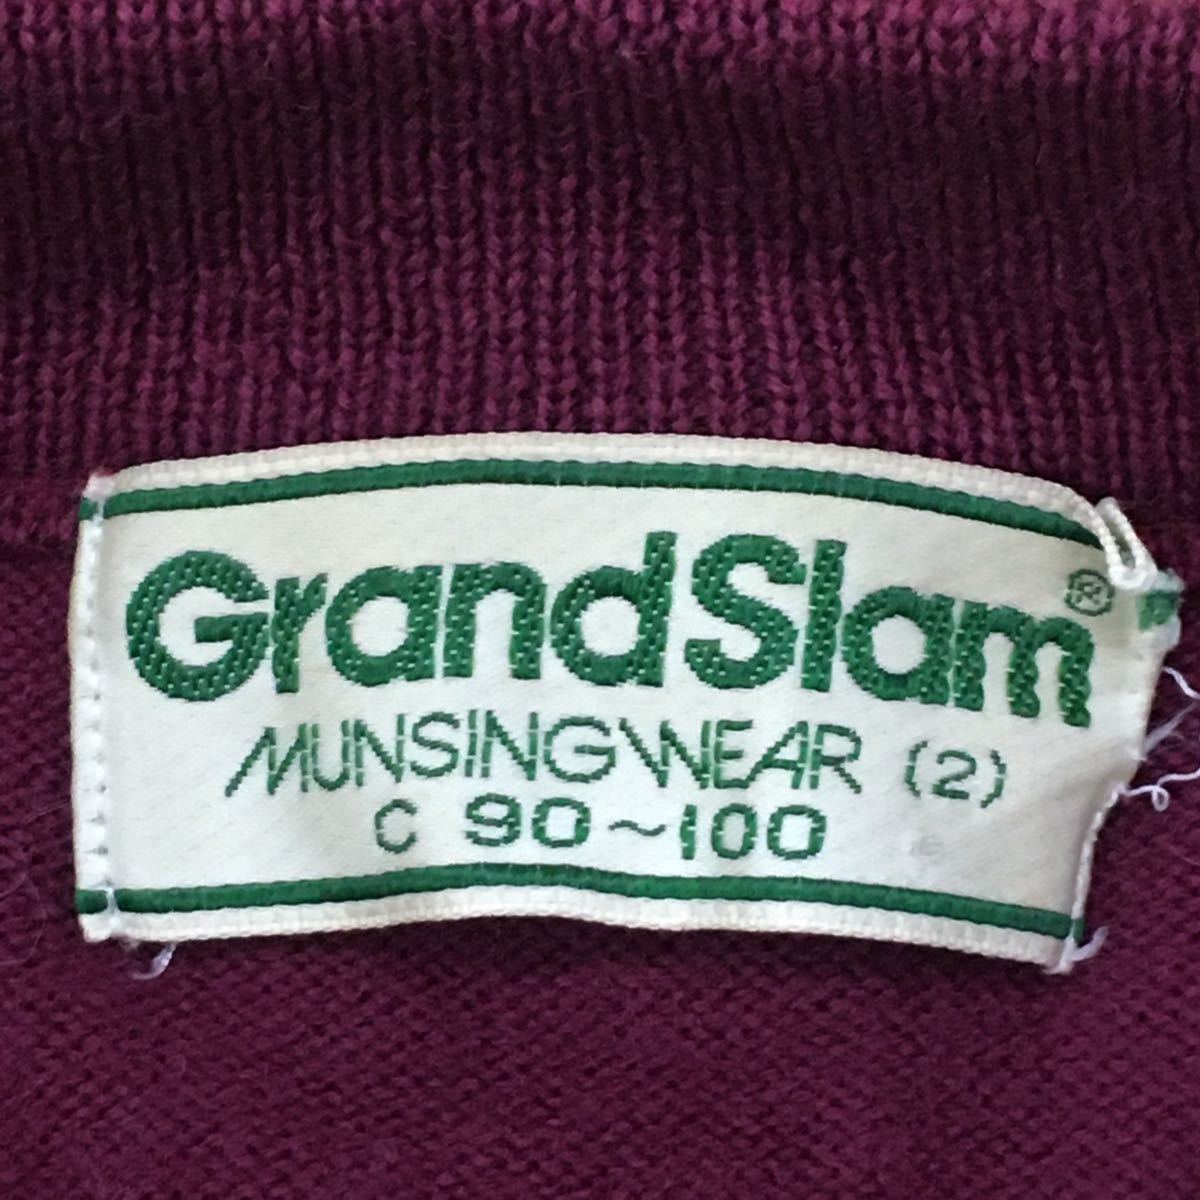 GrandSlam®
MUNSINGWEAR (2)
C 90~100